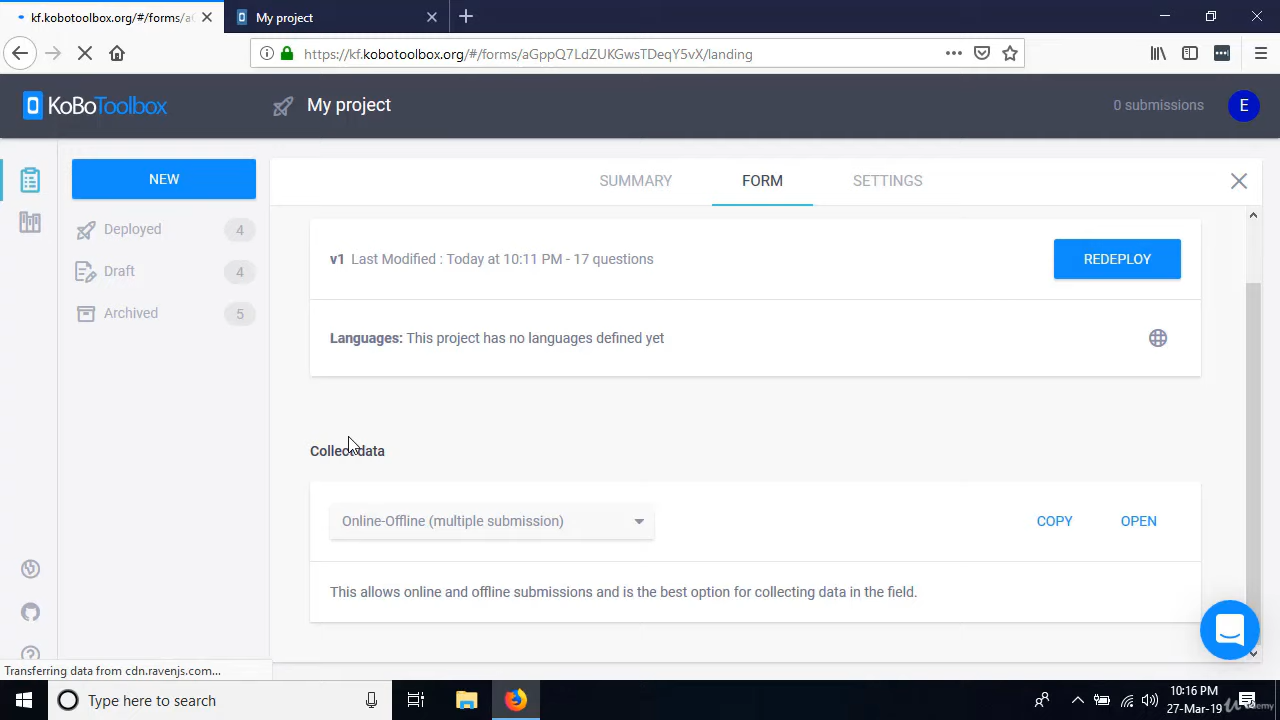 kf.kobotoolbox.org/#/forms/aG
My project
https://kf.kobotoolbox.org/#/forms/aGppQ7LdZUKGwsTDeqY5vX/landing
KoBoToolbox
My project
0 submissions
E
NEW
SUMMARY
FORM
SETTINGS
Deployed
4
Draft
4
Archived
5
v1 Last Modified : Today at 10:11 PM - 17 questions
REDEPLOY
Languages: This project has no languages defined yet
Collect data
Online-Offline (multiple submission)
COPY
OPEN
This allows online and offline submissions and is the best option for collecting data in the field.
Transferring data from cdn.ravenjs.com...
Type here to search
10:16 PM
27-Mar-19
Udemy